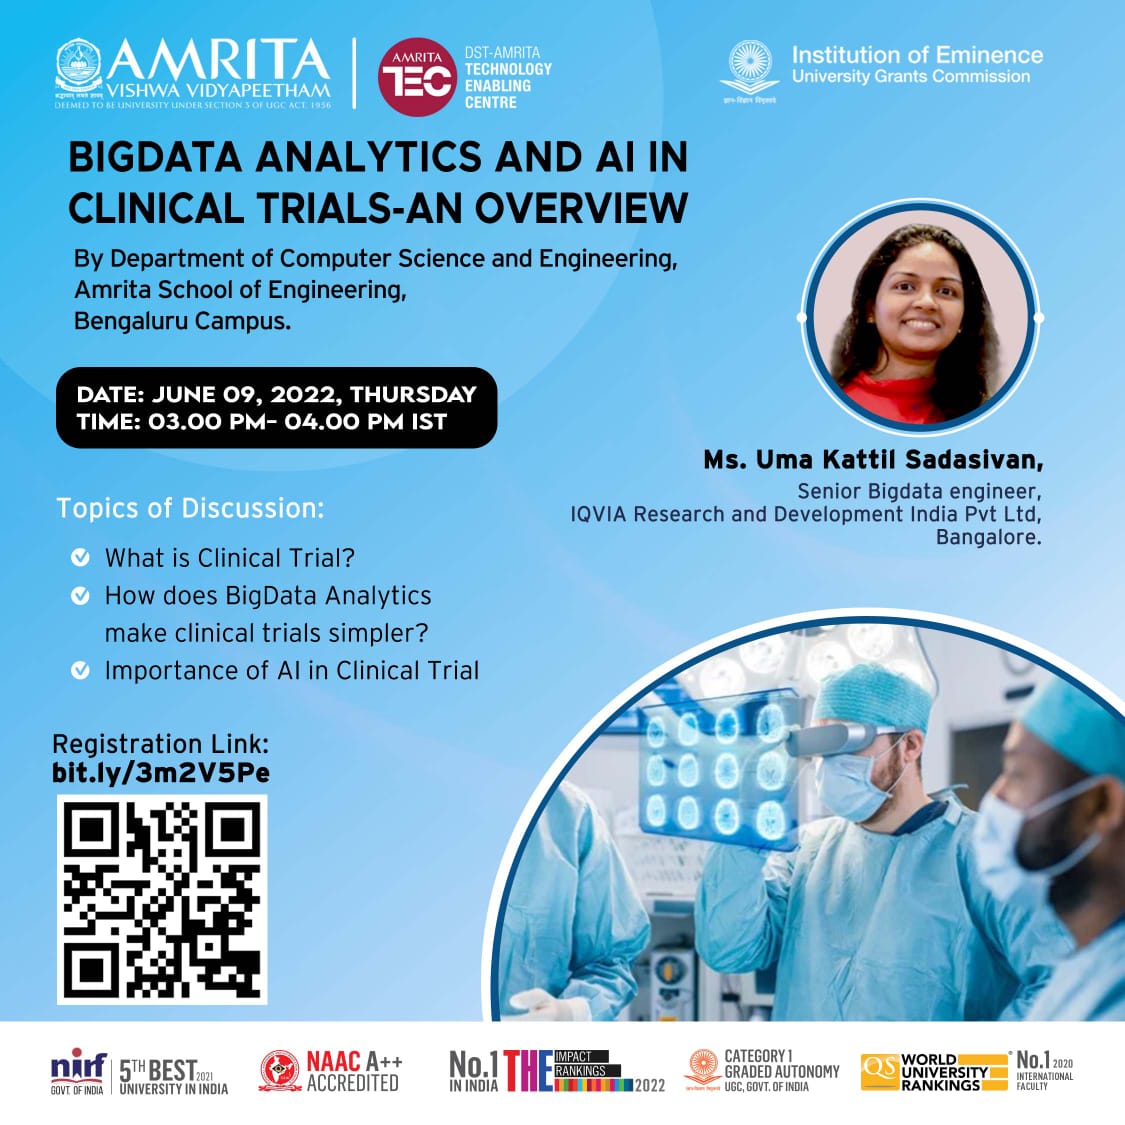 AMRITA
VISHWA VIDYAPEETHAM
DEEMED TO BE UNIVERSITY UNDER SECTION 3 OF UGC ACT. 1956
AMRITA
TEC
DST-AMRITA
TECHNOLOGY
ENABLING
CENTRE
Institution of Eminence
University Grants Commission
ज्ञान-विज्ञान विमुक्तये
BIGDATA ANALYTICS AND AI IN
CLINICAL TRIALS-AN OVERVIEW
By Department of Computer Science and Engineering,
Amrita School of Engineering,
Bengaluru Campus.
DATE: JUNE 09, 2022, THURSDAY
TIME: 03.00 PM- 04.00 PM IST
Ms. Uma Kattil Sadasivan,
Senior Bigdata engineer,
IQVIA Research and Development India Pvt Ltd,
Bangalore.
Topics of Discussion:
What is Clinical Trial?
How does BigData Analytics
make clinical trials simpler?
Importance of AI in Clinical Trial
Registration Link:
bit.ly/3m2V5Pe
nirf
GOVT. OF INDIA
5TH BEST 2021
UNIVERSITY IN INDIA
NAAC A++
ACCREDITED
No.1
IN INDIA
THE
IMPACT
RANKINGS
2022
CATEGORY 1
GRADED AUTONOMY
UGC, GOVT. OF INDIA
QS
WORLD
UNIVERSITY
RANKINGS
No.1 2020
INTERNATIONAL
FACULTY